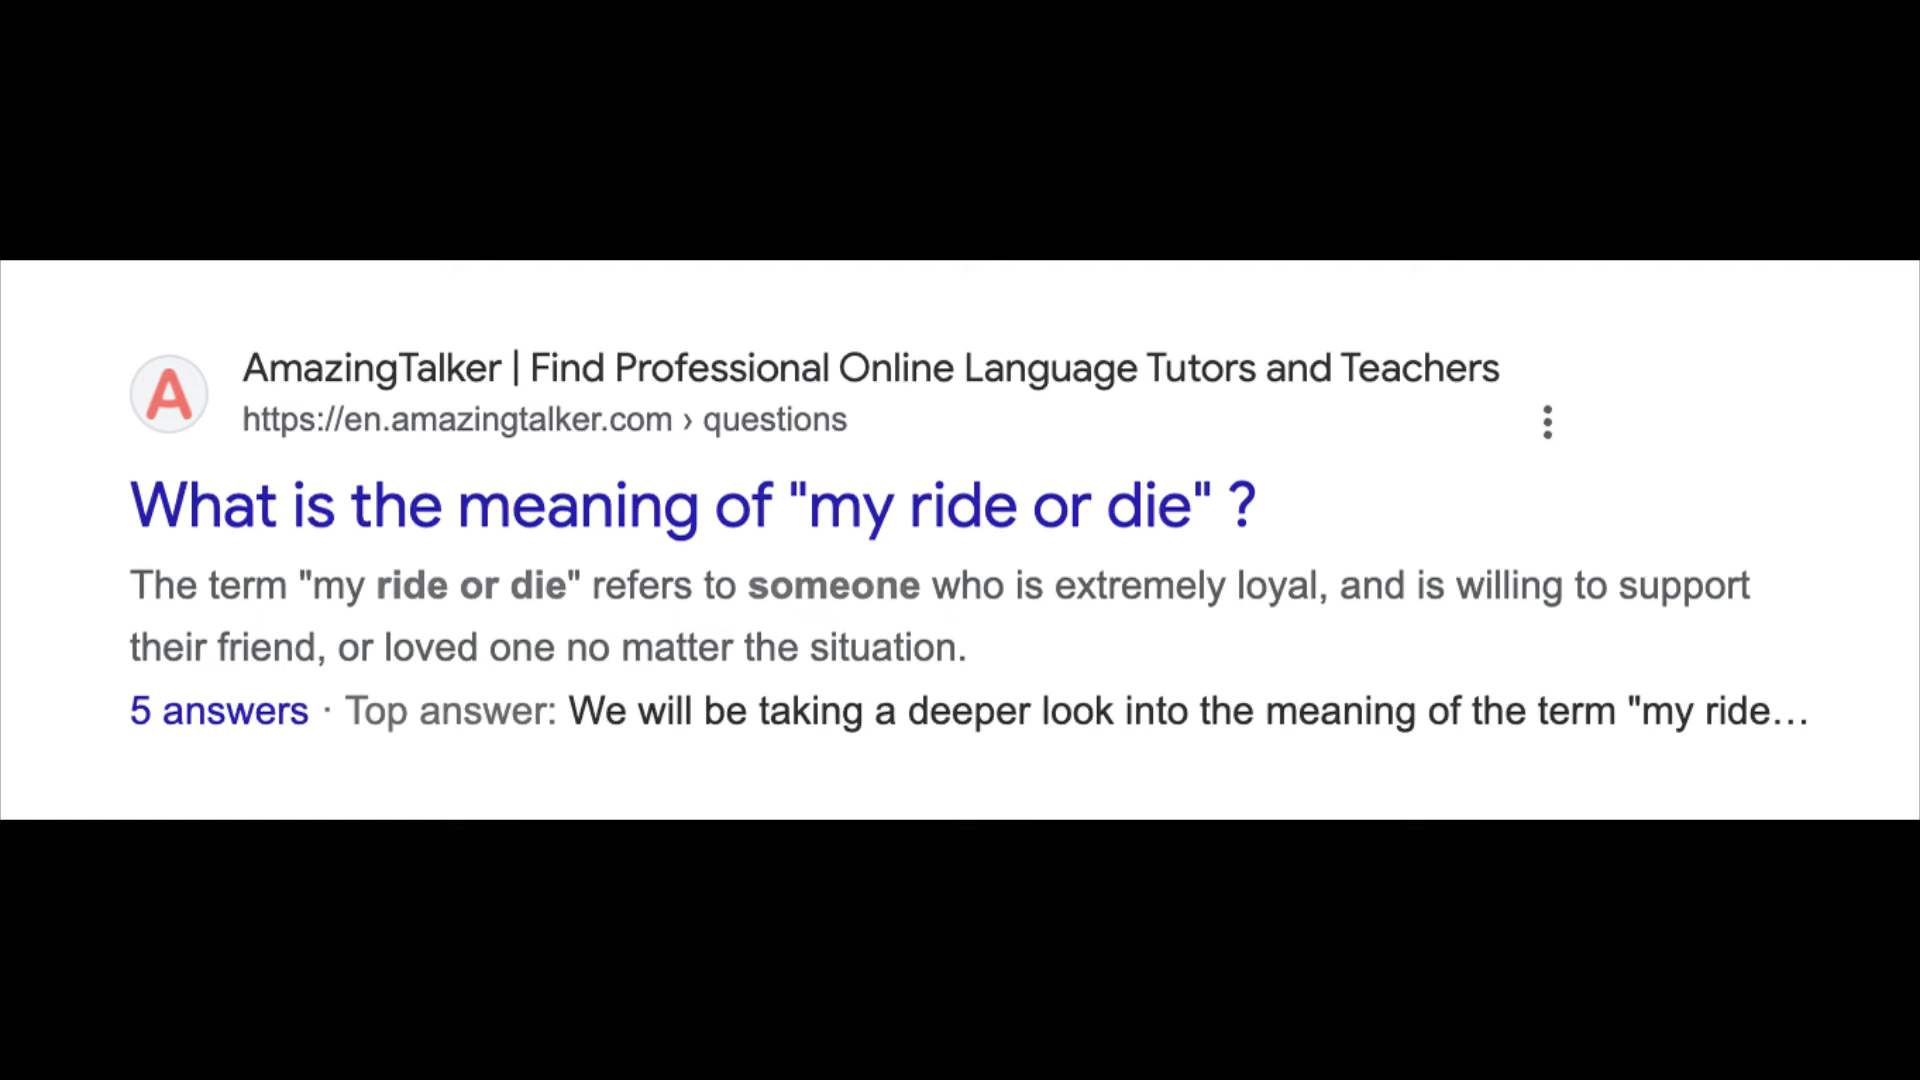 A
AmazingTalker | Find Professional Online Language Tutors and Teachers
https://en.amazingtalker.com › questions
What is the meaning of "my ride or die" ?
The term "my ride or die" refers to someone who is extremely loyal, and is willing to support
their friend, or loved one no matter the situation.
5 answers · Top answer: We will be taking a deeper look into the meaning of the term "my ride...